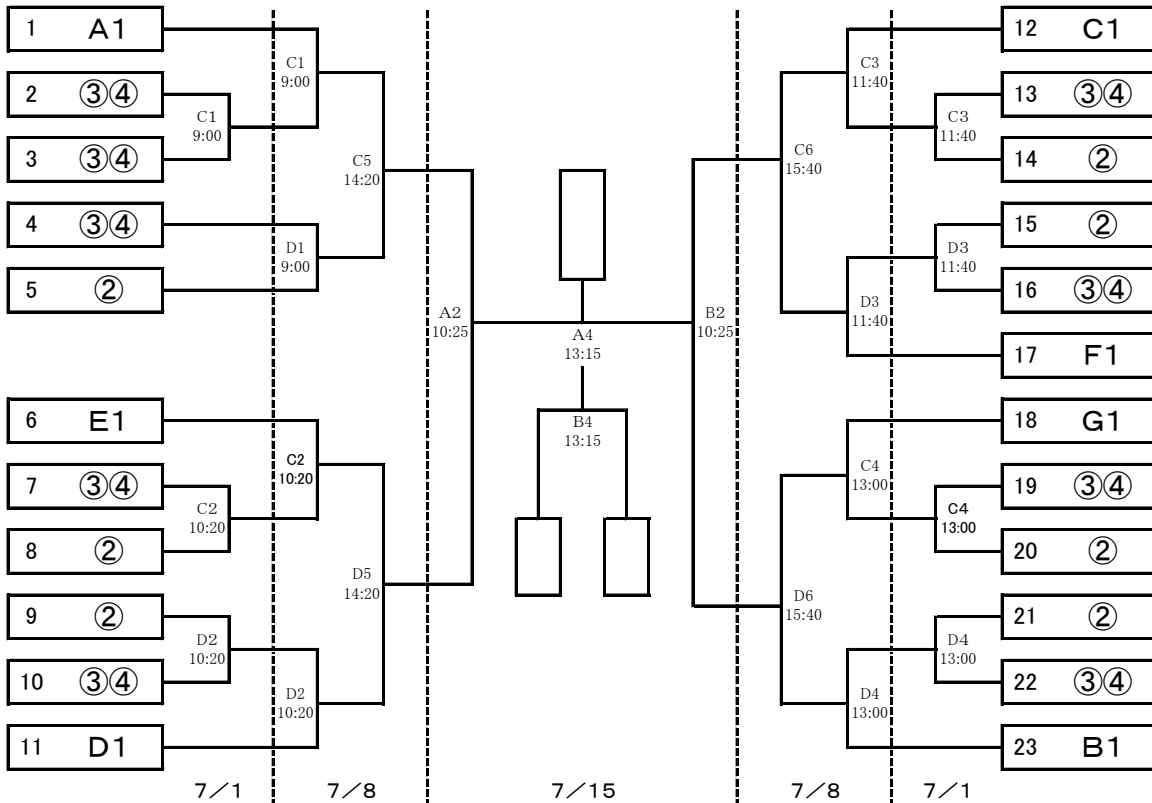 1 A1
2 ③④
3 ③④
4 ③④
5 ②
6 E1
7 ③④
8 ②
9 ②
10 ③④
11 D1
C1
9:00
C2
10:20
D2
10:20
C1
9:00
D1
9:00
C2
10:20
D2
10:20
C5
14:20
D5
14:20
A2
10:25
A4
13:15
B4
13:15
B2
10:25
C6
15:40
D6
15:40
C3
11:40
D3
11:40
C4
13:00
D4
13:00
C3
11:40
D3
11:40
C4
13:00
D4
13:00
12 C1
13 ③④
14 ②
15 ②
16 ③④
17 F1
18 G1
19 ③④
20 ②
21 ②
22 ③④
23 B1
7/1 7/8 7/15 7/8 7/1